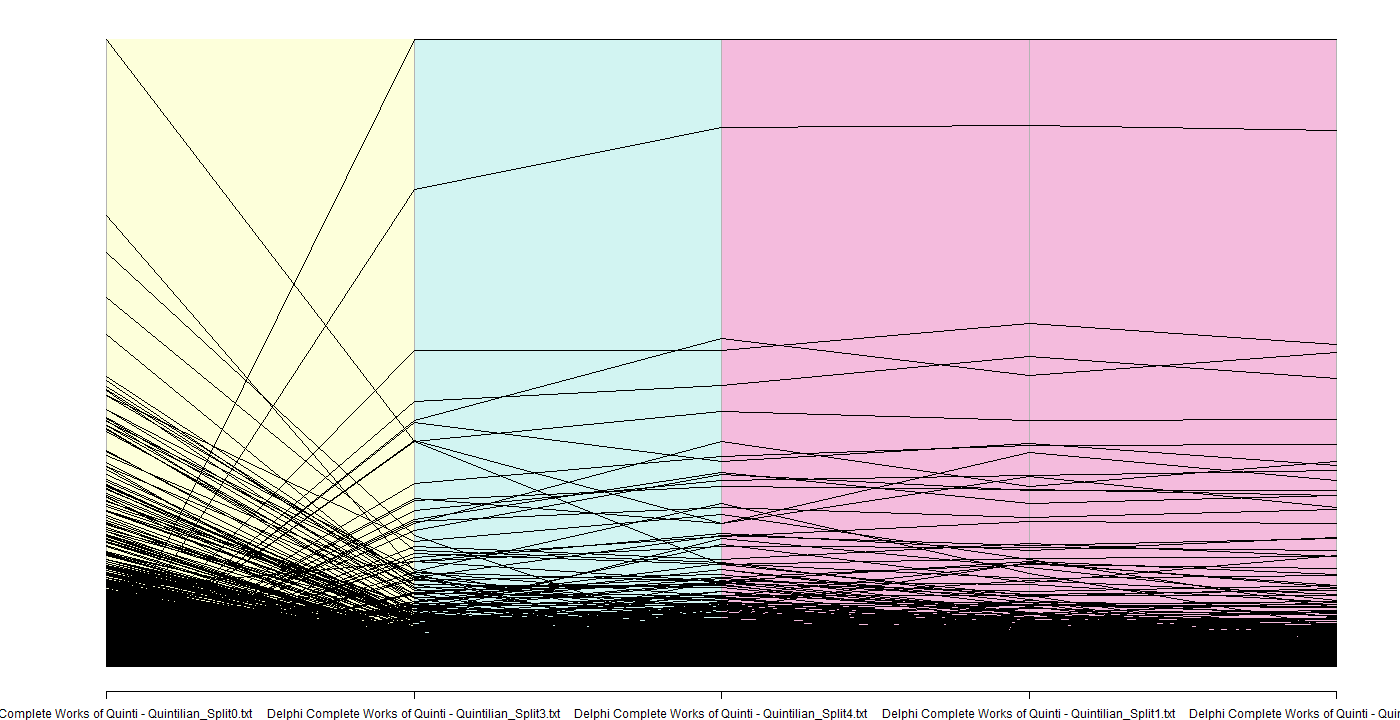 Complete Works of Quinti - Quintilian_Split0.txt Delphi Complete Works of Quinti - Quintilian_Split3.txt Delphi Complete Works of Quinti - Quintilian_Split4.txt Delphi Complete Works of Quinti - Quintilian_Split1.txt Delphi Complete Works of Quinti -